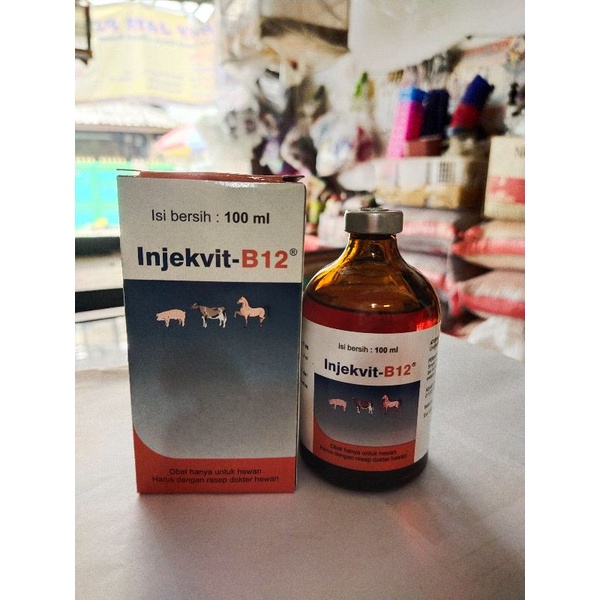 Isi bersih : 100 ml
Injekvit-B12®
Obat hanya untuk hewan
Harus dengan resep dokter hewan
Isi bersih : 100 ml
Injekvit-B12®
Obat hanya untuk hewan
Harus dengan resep dokter hewan